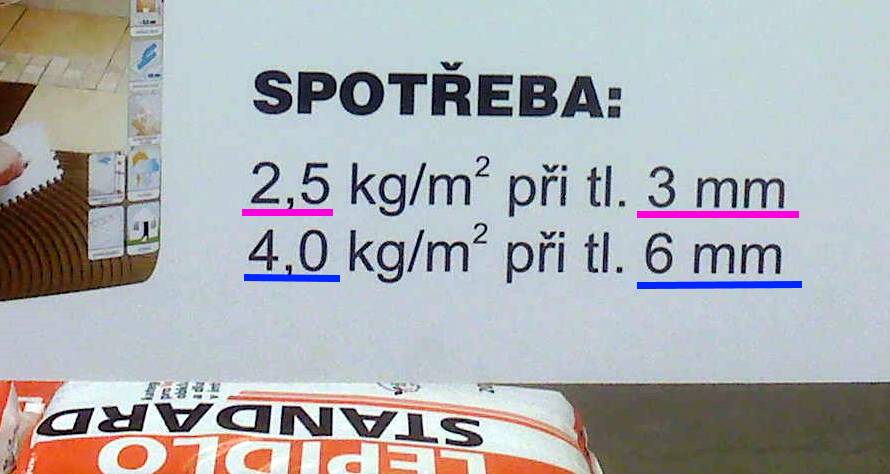 SPOTŘEBA:
2,5 kg/m² při tl. 3 mm
4,0 kg/m² při tl. 6 mm
STANDARD
LEPIDLO